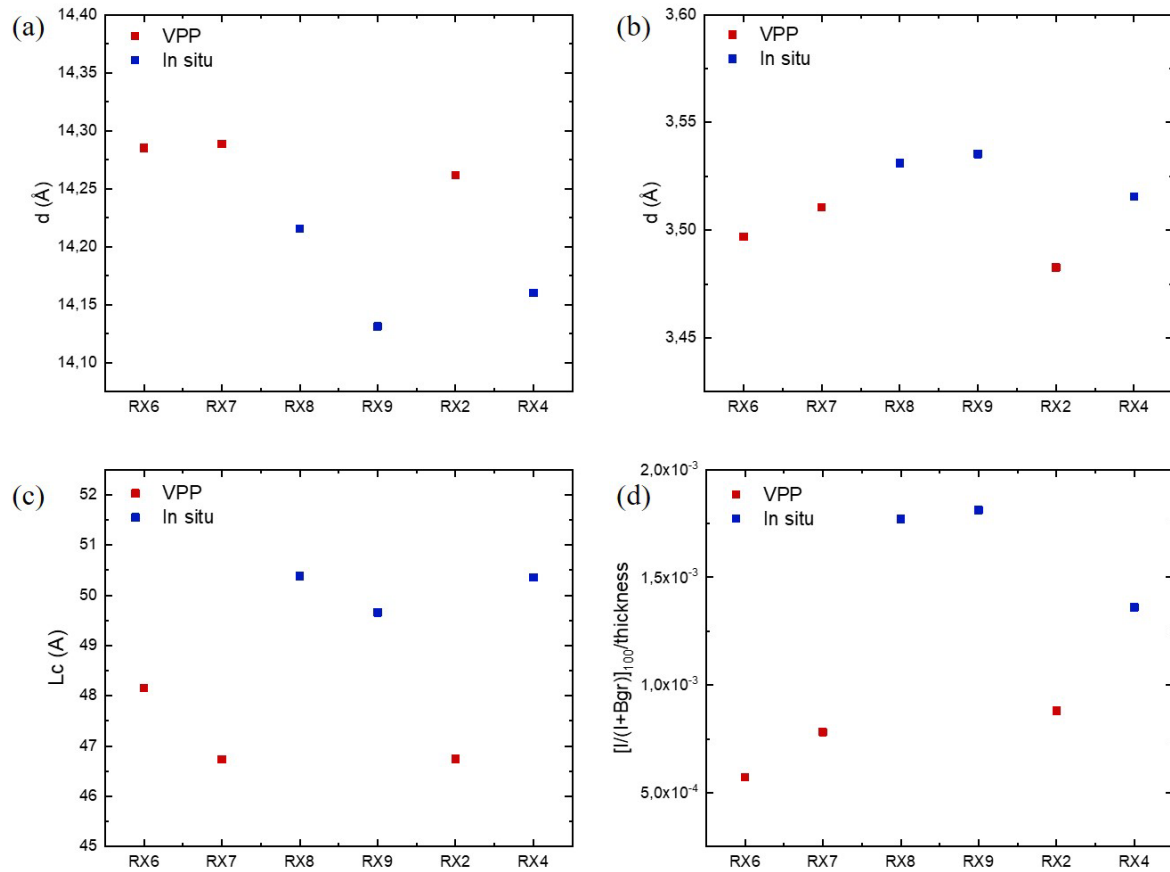 (a)
14,40
14,35
14,30
14,25
14,20
14,15
14,10
d (Å)
VPP
In situ
RX6 RX7 RX8 RX9 RX2 RX4
(b)
3,60
3,55
3,50
3,45
d (Å)
VPP
In situ
RX6 RX7 RX8 RX9 RX2 RX4
(c)
52
51
50
49
48
47
46
45
Lc (A)
VPP
In situ
RX6 RX7 RX8 RX9 RX2 RX4
(d)
2,0x10⁻³
1,5x10⁻³
1,0x10⁻³
5,0x10⁻⁴
[I/(I+Bgr)]₁₀₀/thickness
VPP
In situ
RX6 RX7 RX8 RX9 RX2 RX4